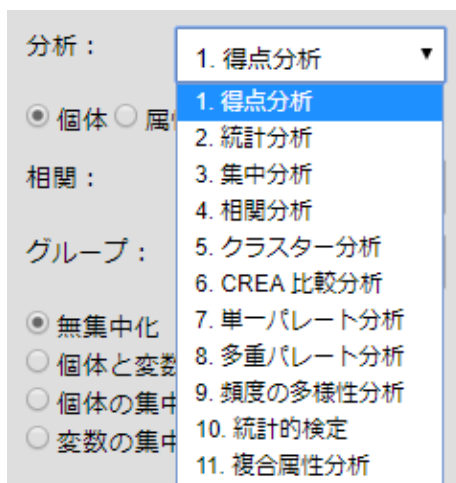 分析：
1. 得点分析
1. 得点分析
個体 属
2. 統計分析
3. 集中分析
相関：
4. 相関分析
5. クラスター分析
グループ：
6. CREA 比較分析
7. 単一パレート分析
無集中化
8. 多重パレート分析
個体と変数
9. 頻度の多様性分析
個体の集中
10. 統計的検定
変数の集中
11. 複合属性分析